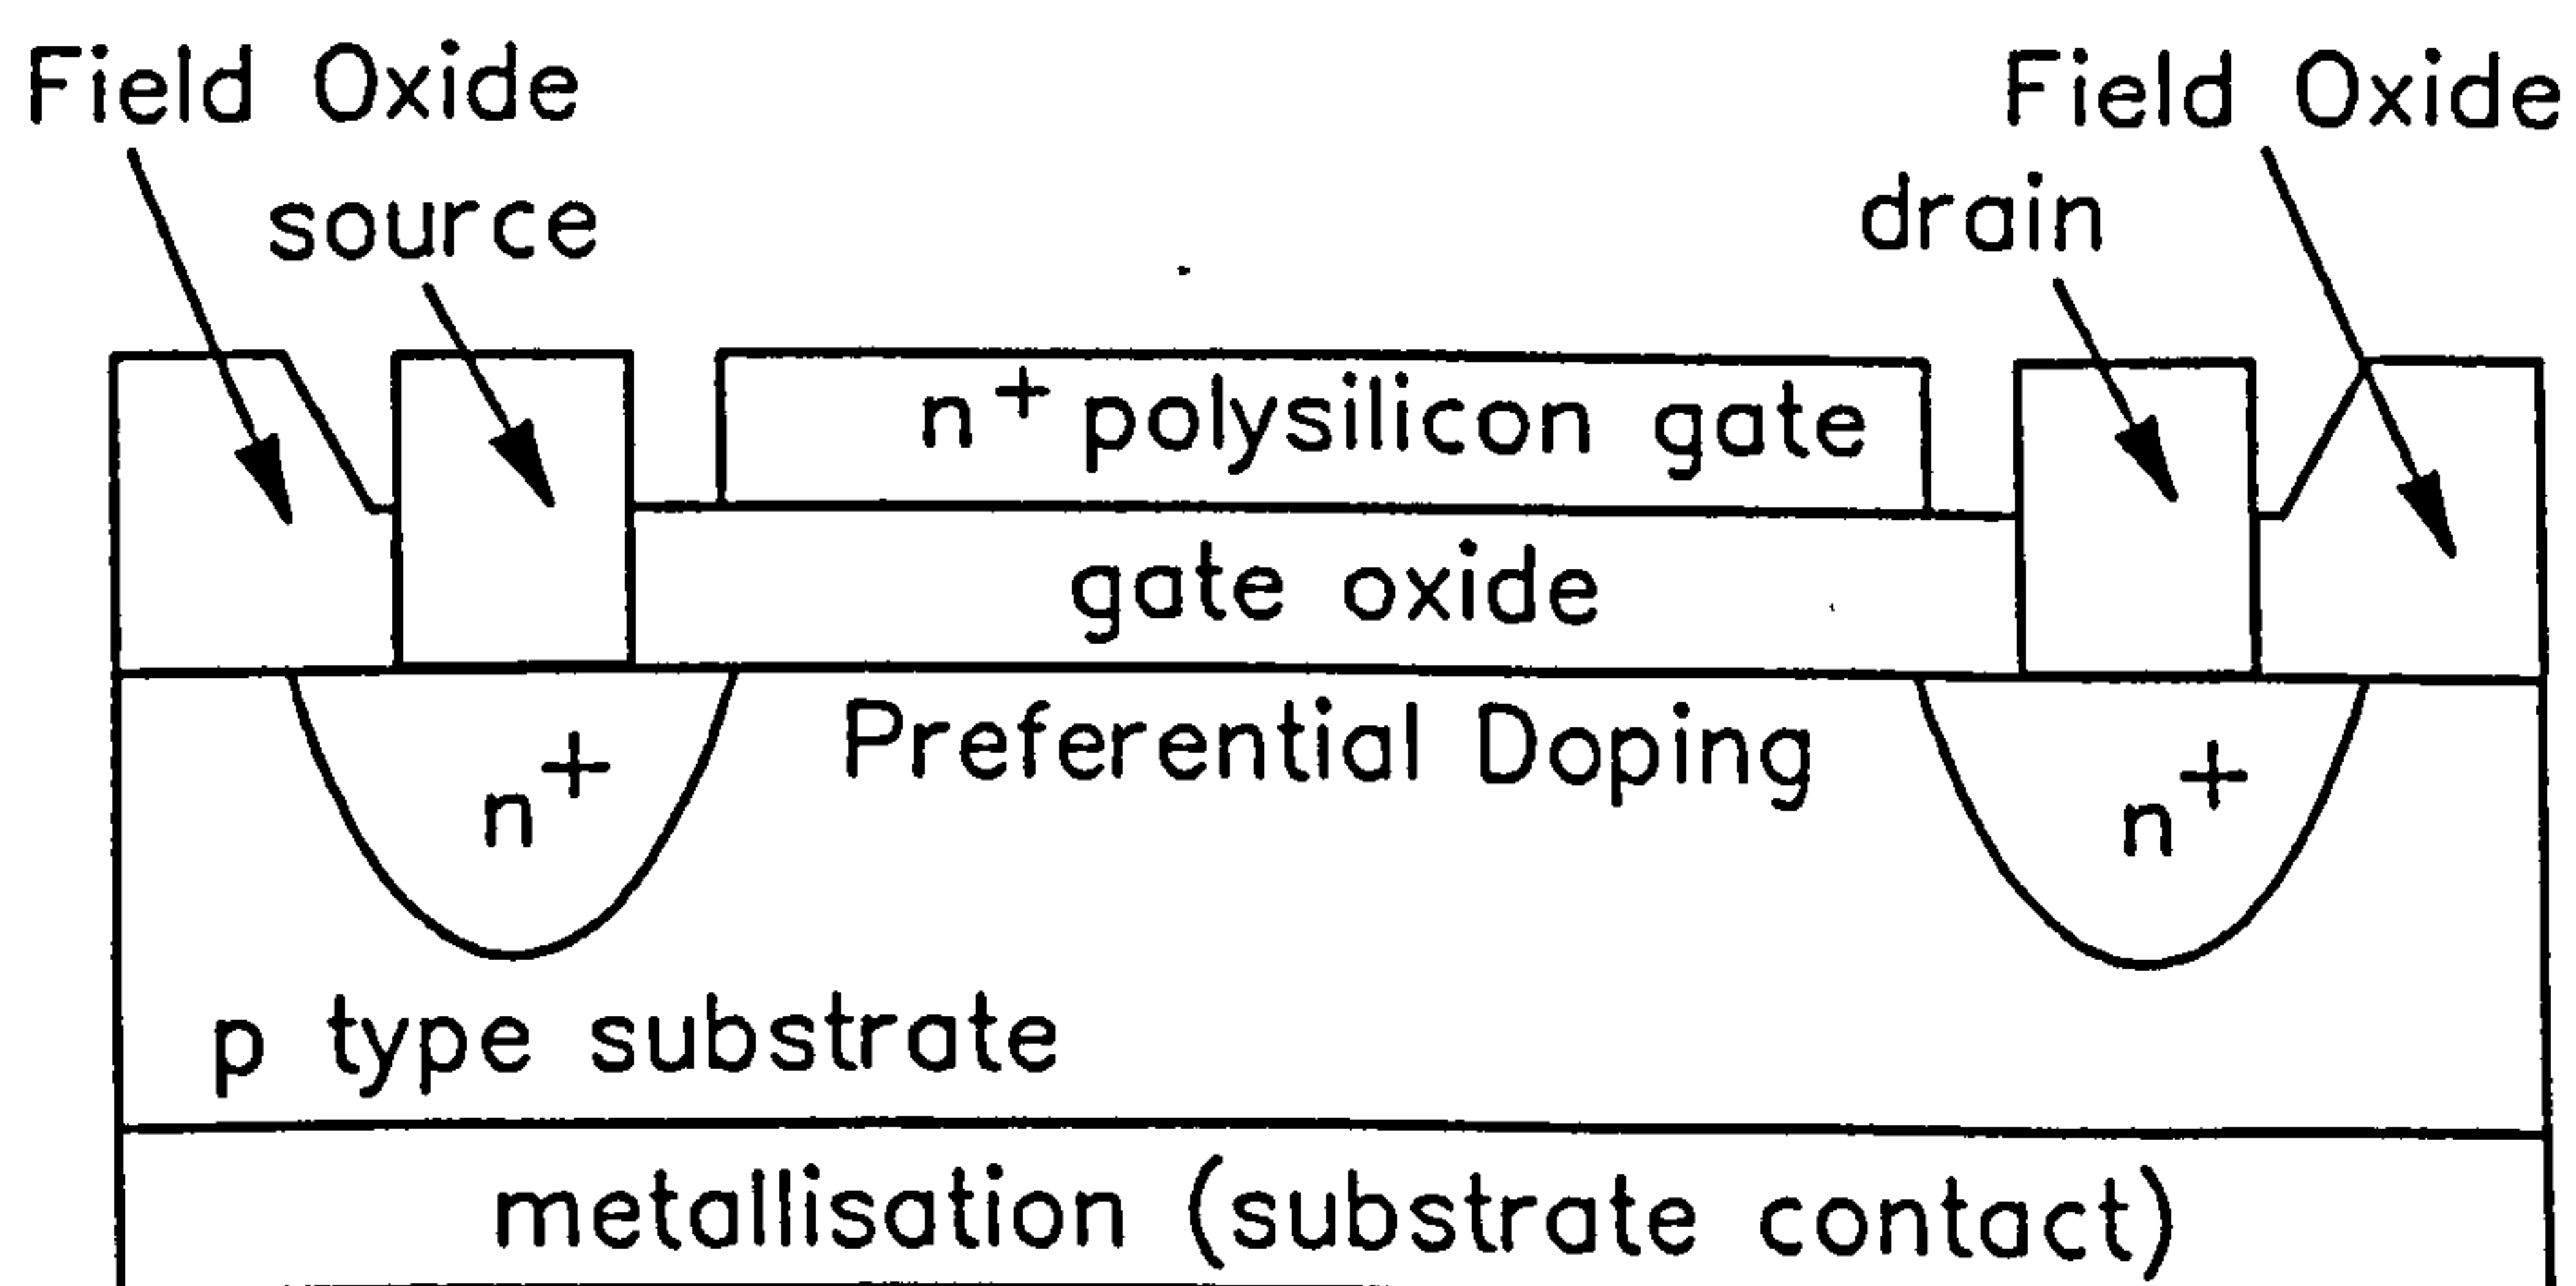 Field Oxide
Field Oxide
source
drain
n+ polysilicon gate
gate oxide
Preferential Doping
n+
n+
p type substrate
metallisation (substrate contact)